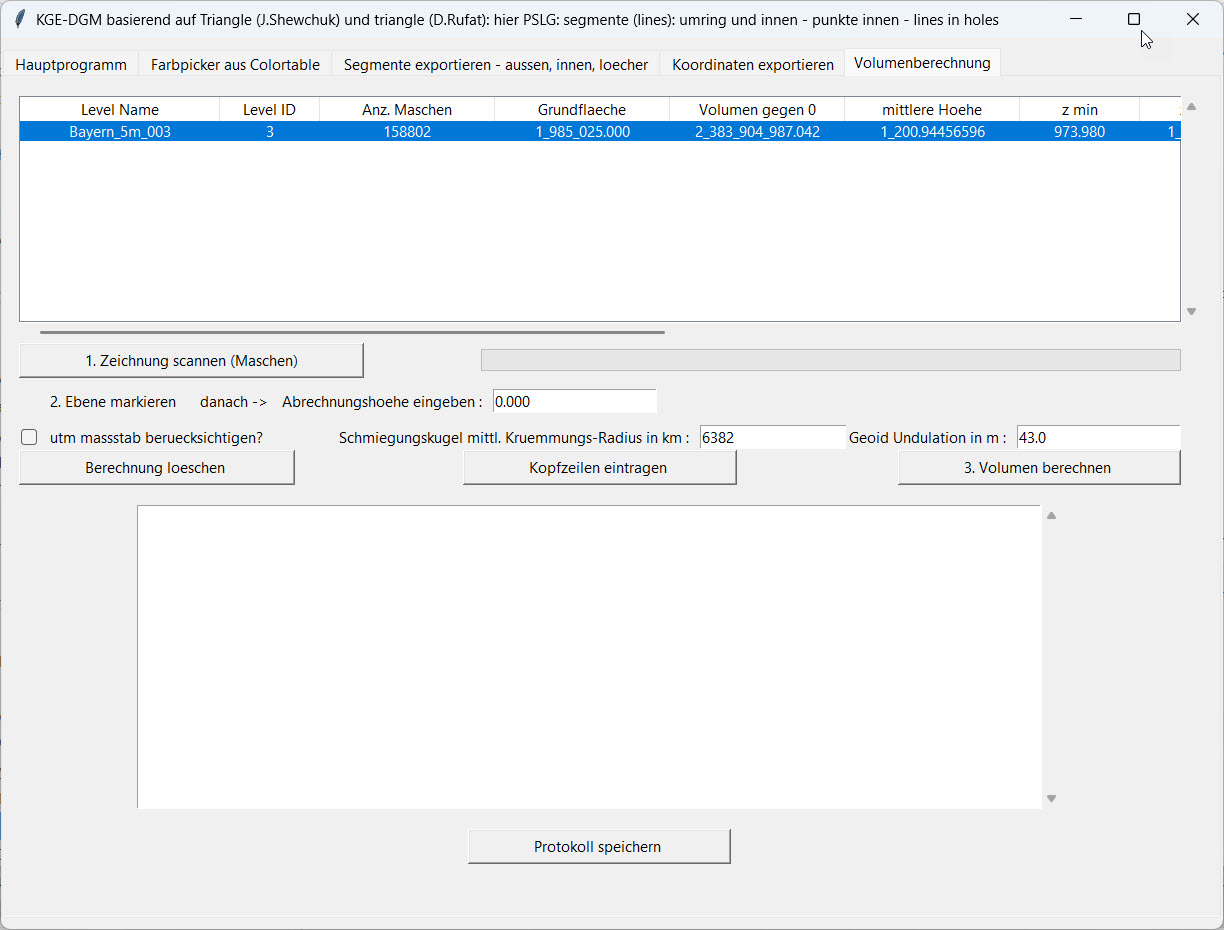 KGE-DGM basierend auf Triangle (J.Shewchuk) und triangle (D.Rufat): hier PSLG: segmente (lines): umring und innen - punkte innen - lines in holes
Hauptprogramm Farbpicker aus Colortable Segmente exportieren - aussen, innen, loecher Koordinaten exportieren Volumenberechnung
Level Name Level ID Anz. Maschen Grundflaeche Volumen gegen 0 mittlere Hoehe z min
Bayern_5m_003 3 158802 1_985_025.000 2_383_904_987.042 1_200.94456596 973.980 1_
1. Zeichnung scannen (Maschen)
2. Ebene markieren danach -> Abrechnungshoehe eingeben : 0.000
utm massstab beruecksichtigen? Schmiegungskugel mittl. Kruemmungs-Radius in km : 6382 Geoid Undulation in m : 43.0
Berechnung loeschen Kopfzeilen eintragen 3. Volumen berechnen
Protokoll speichern